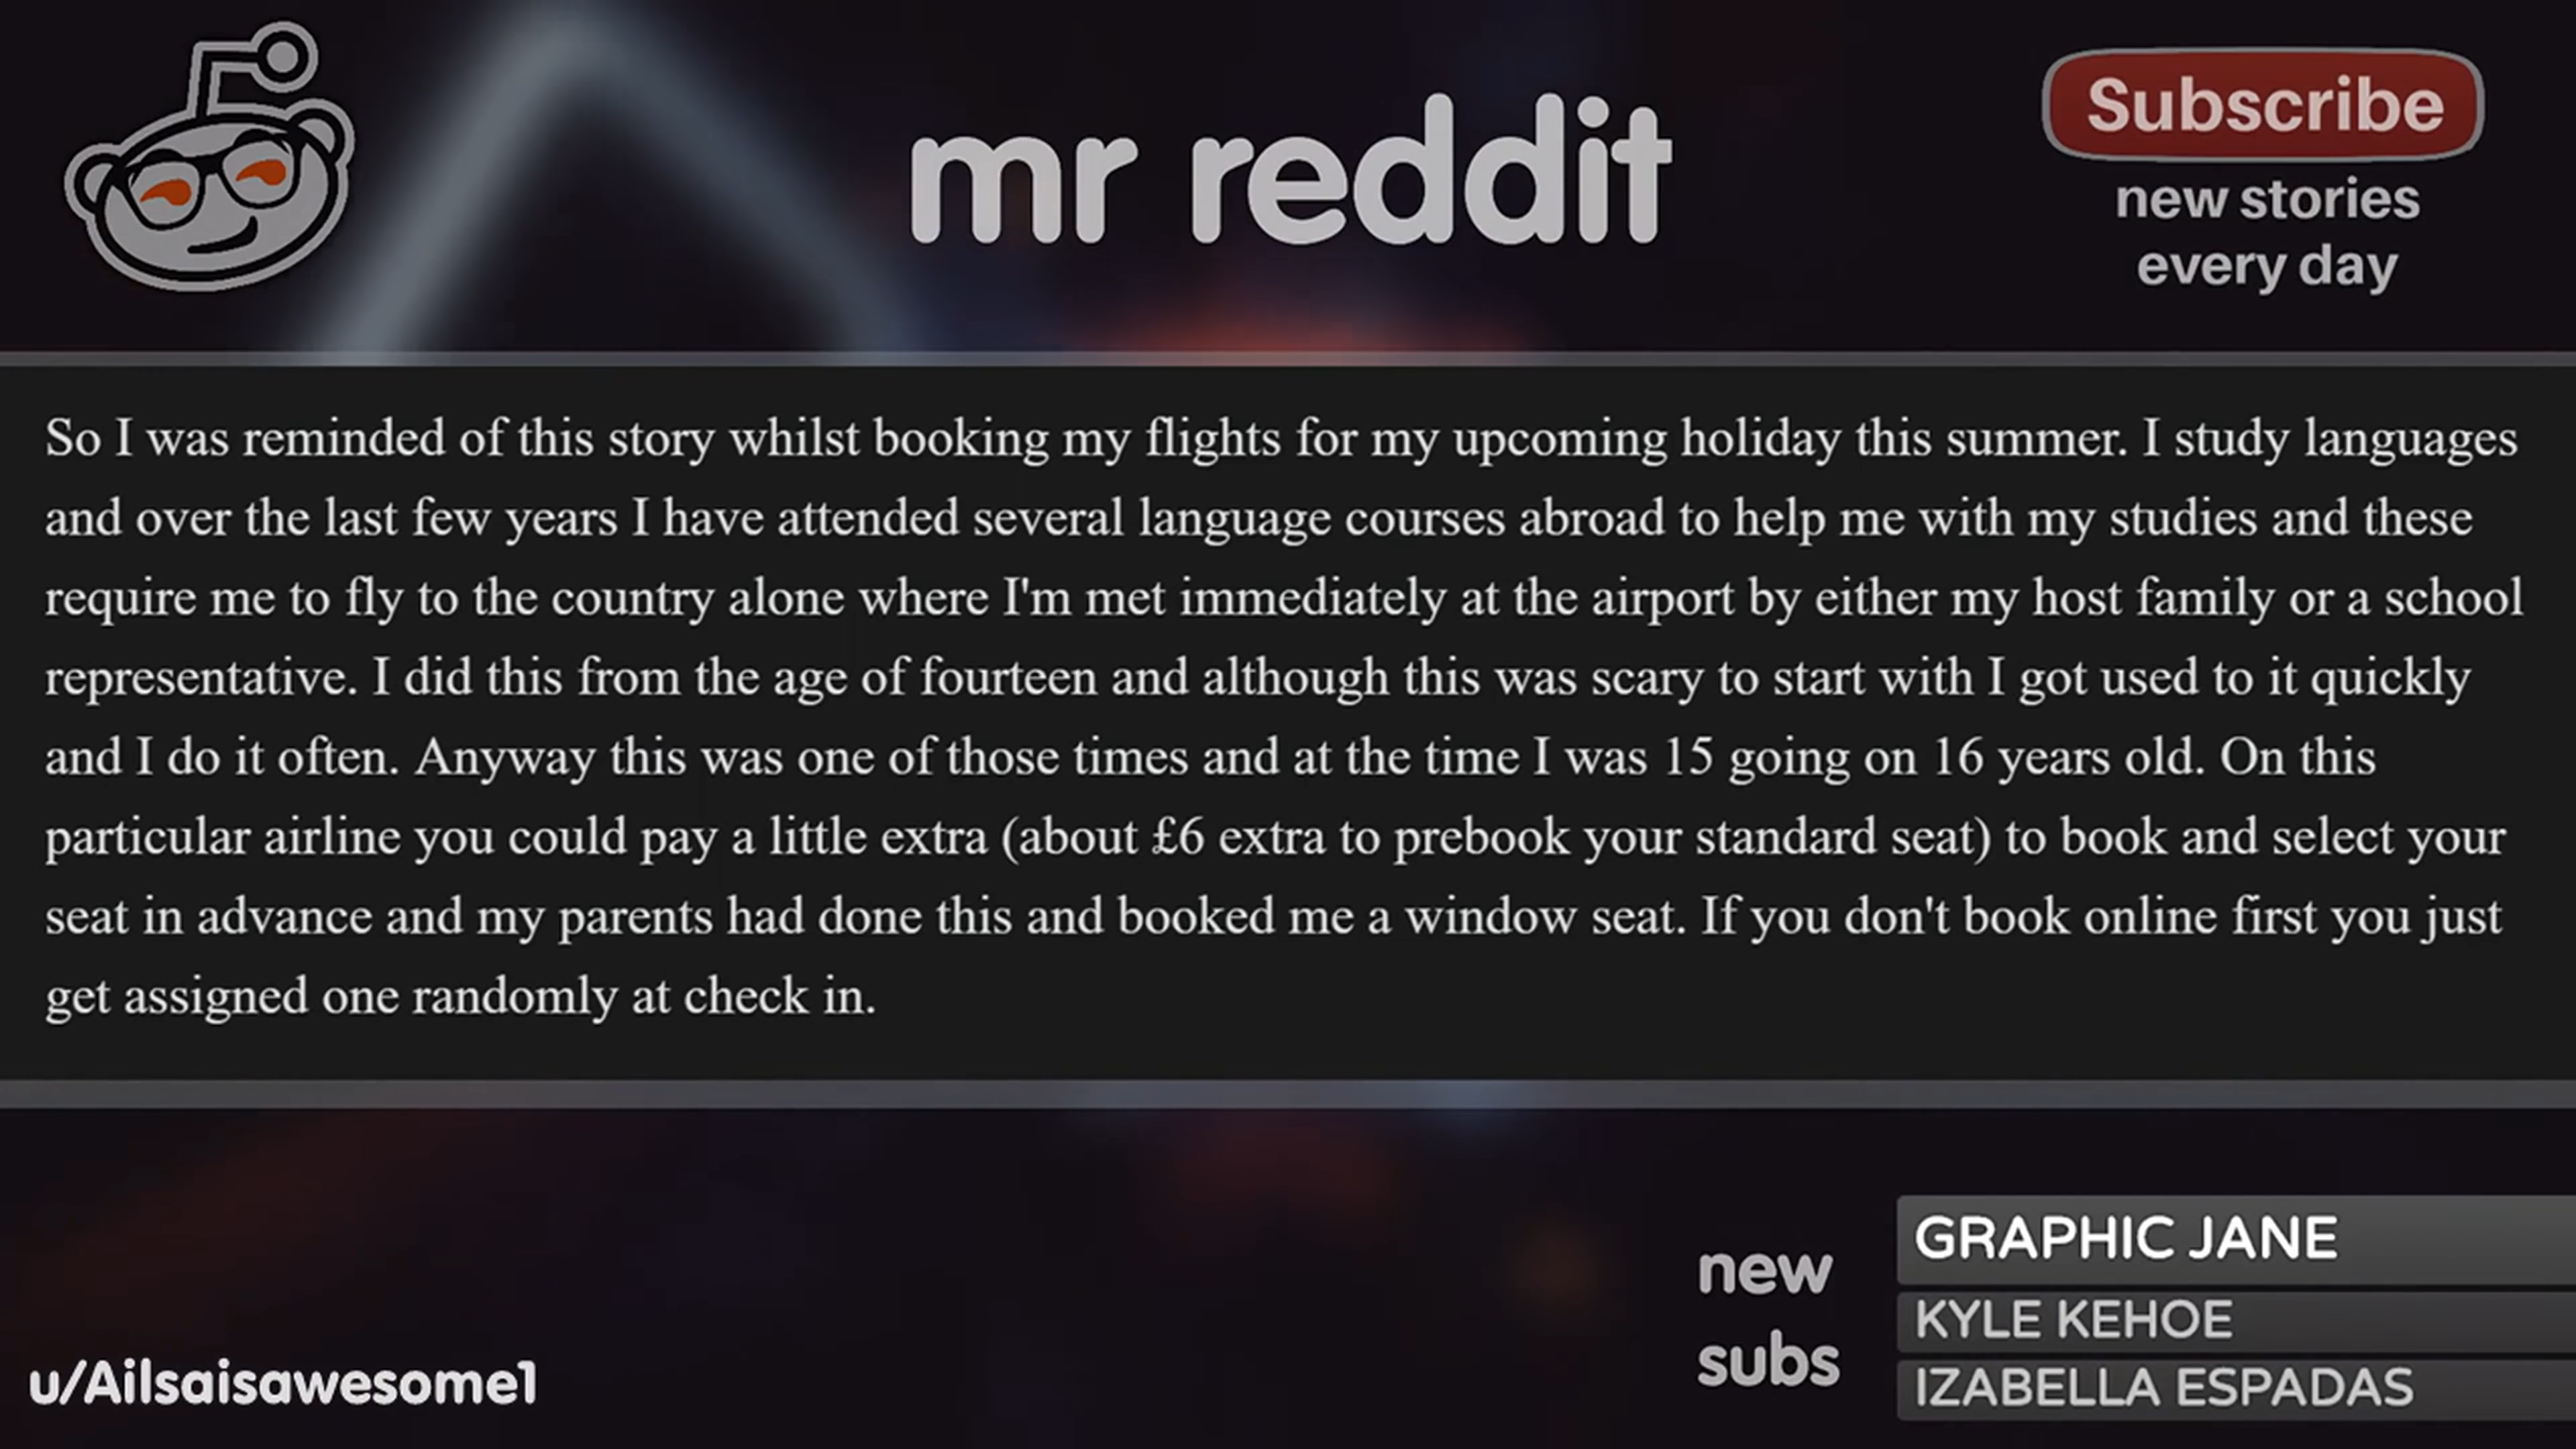 mr reddit
Subscribe
new stories
every day
So I was reminded of this story whilst booking my flights for my upcoming holiday this summer. I study languages
and over the last few years I have attended several language courses abroad to help me with my studies and these
require me to fly to the country alone where I'm met immediately at the airport by either my host family or a school
representative. I did this from the age of fourteen and although this was scary to start with I got used to it quickly
and I do it often. Anyway this was one of those times and at the time I was 15 going on 16 years old. On this
particular airline you could pay a little extra (about £6 extra to prebook your standard seat) to book and select your
seat in advance and my parents had done this and booked me a window seat. If you don't book online first you just
get assigned one randomly at check in.
u/Ailsaisawesome1
new
subs
GRAPHIC JANE
KYLE KEHOE
IZABELLA ESPADAS